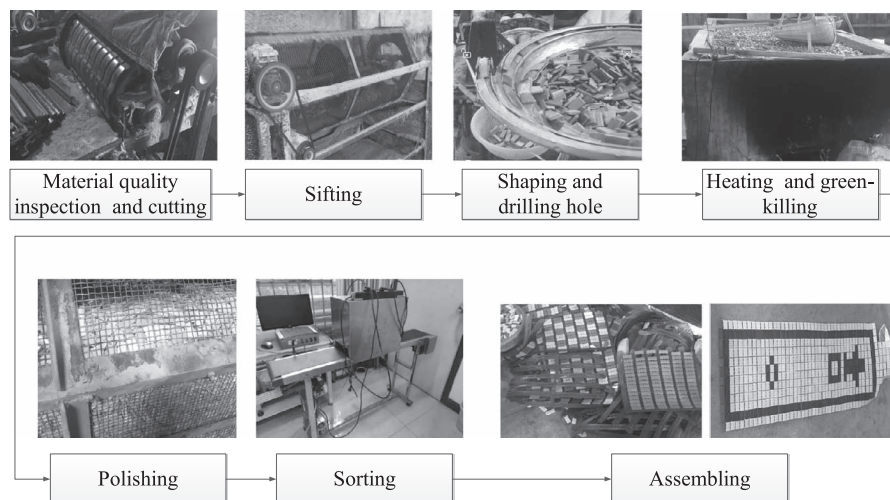 Material quality
inspection and cutting
Sifting
Shaping and
drilling hole
Heating and green-
killing
Polishing
Sorting
Assembling